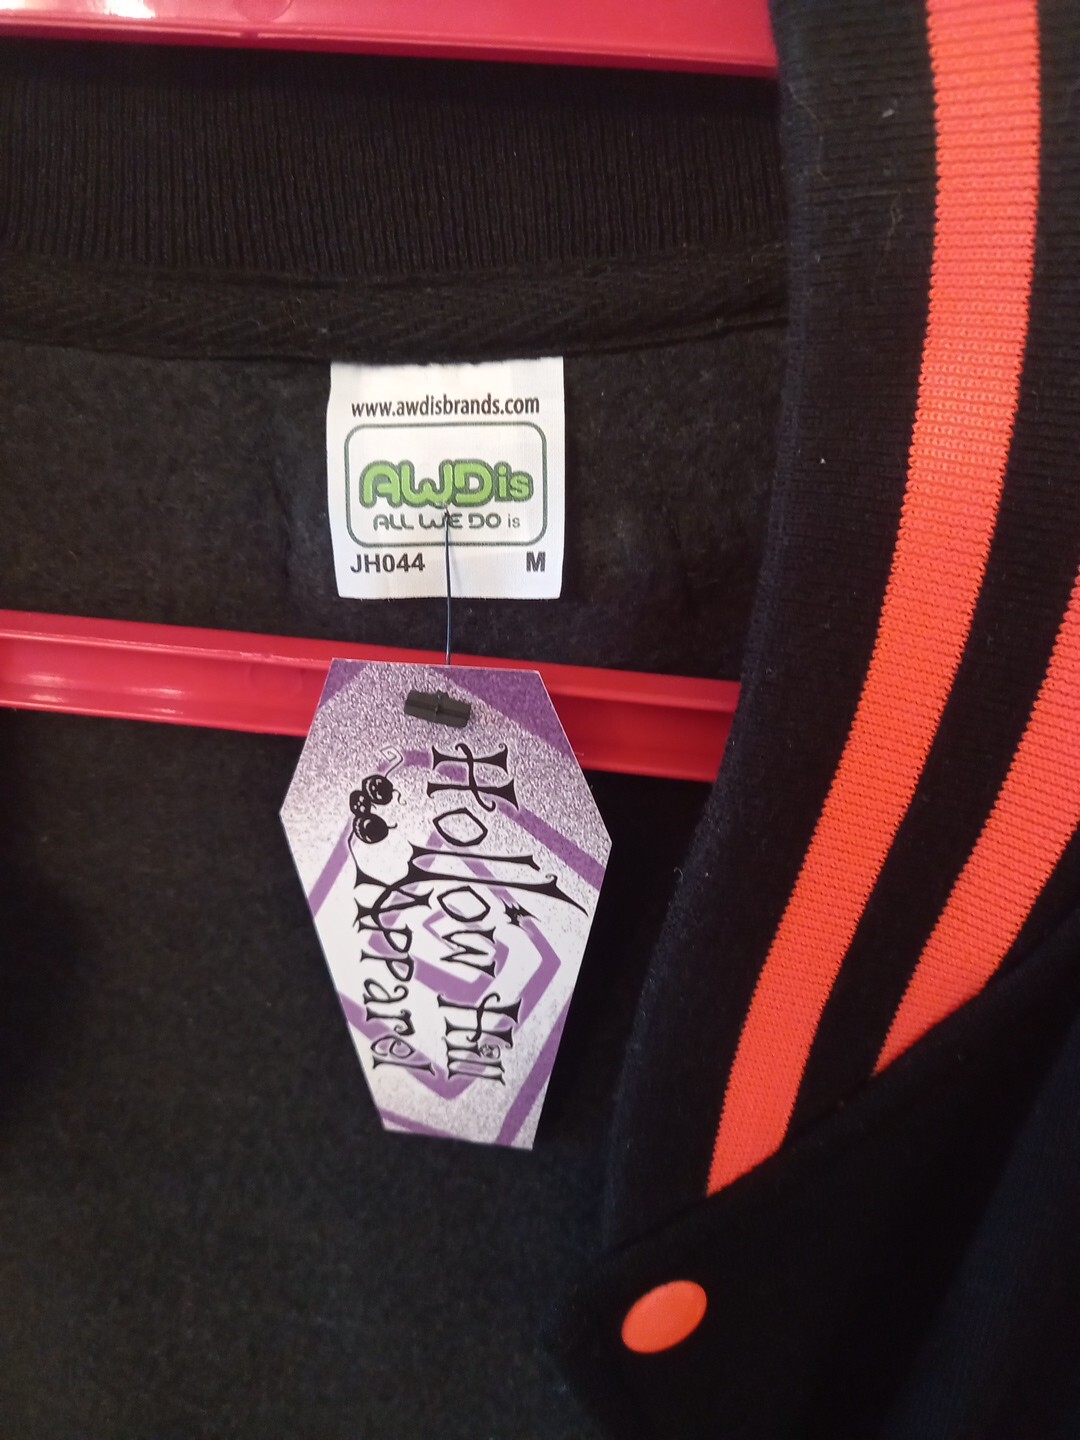 www.awdisbrands.com
AWDis
ALL WE DO is
JH044 M
Hollow Hill
Apparel